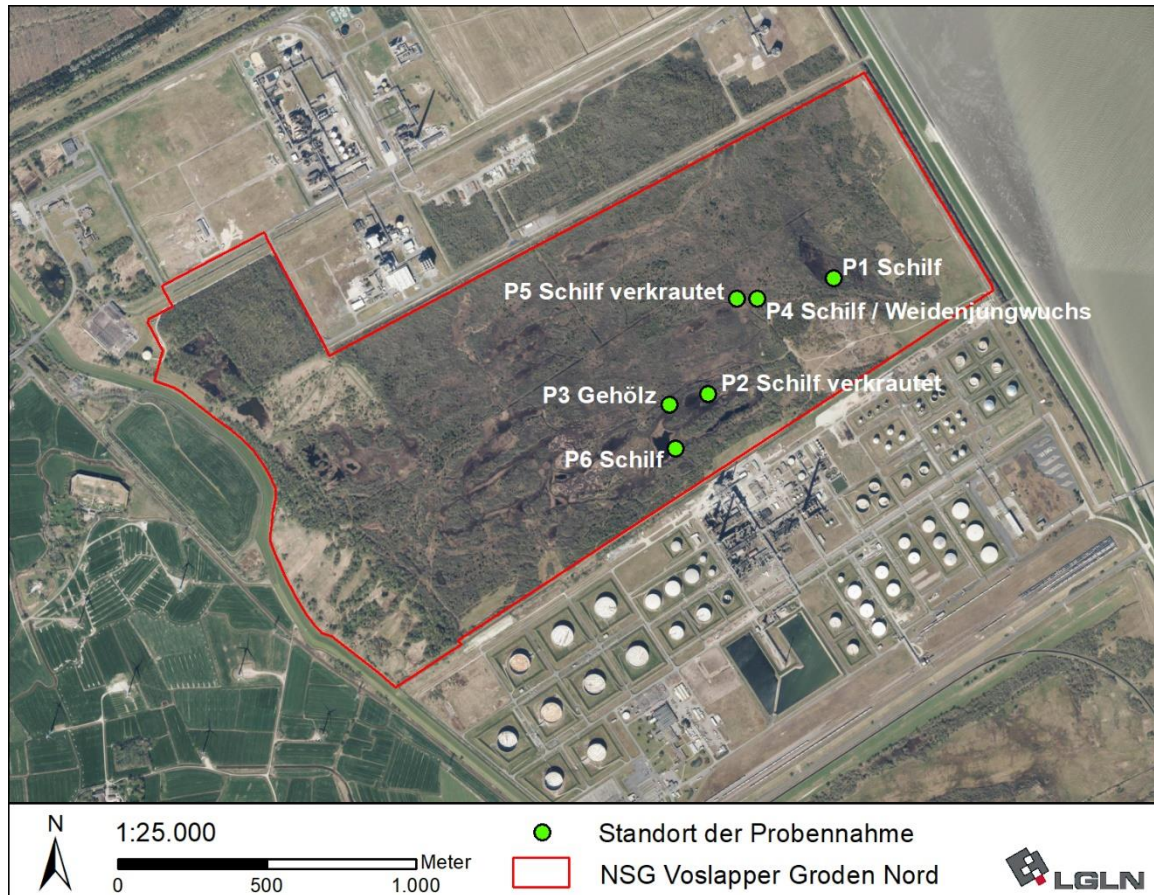 P1 Schilf
P5 Schilf verkrautet
P4 Schilf / Weidenjungwuchs
P2 Schilf verkrautet
P3 Gehölz
P6 Schilf
N
1:25.000
Meter
0 500 1.000
Standort der Probennahme
NSG Voslapper Groden Nord
LGLN